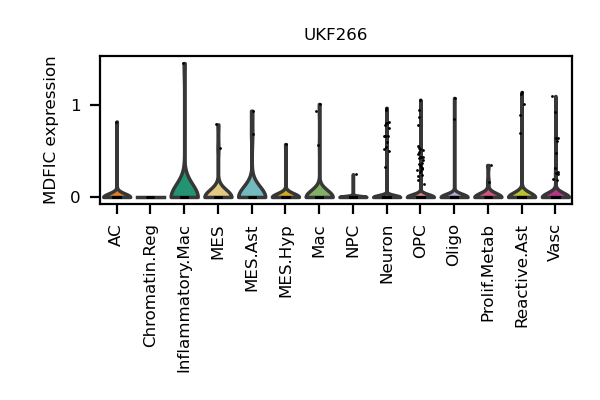 UKF266
MDFIC expression
1
0
AC
Chromatin.Reg
Inflammatory.Mac
MES
MES.Ast
MES.Hyp
Mac
NPC
Neuron
OPC
Oligo
Prolif.Metab
Reactive.Ast
Vasc